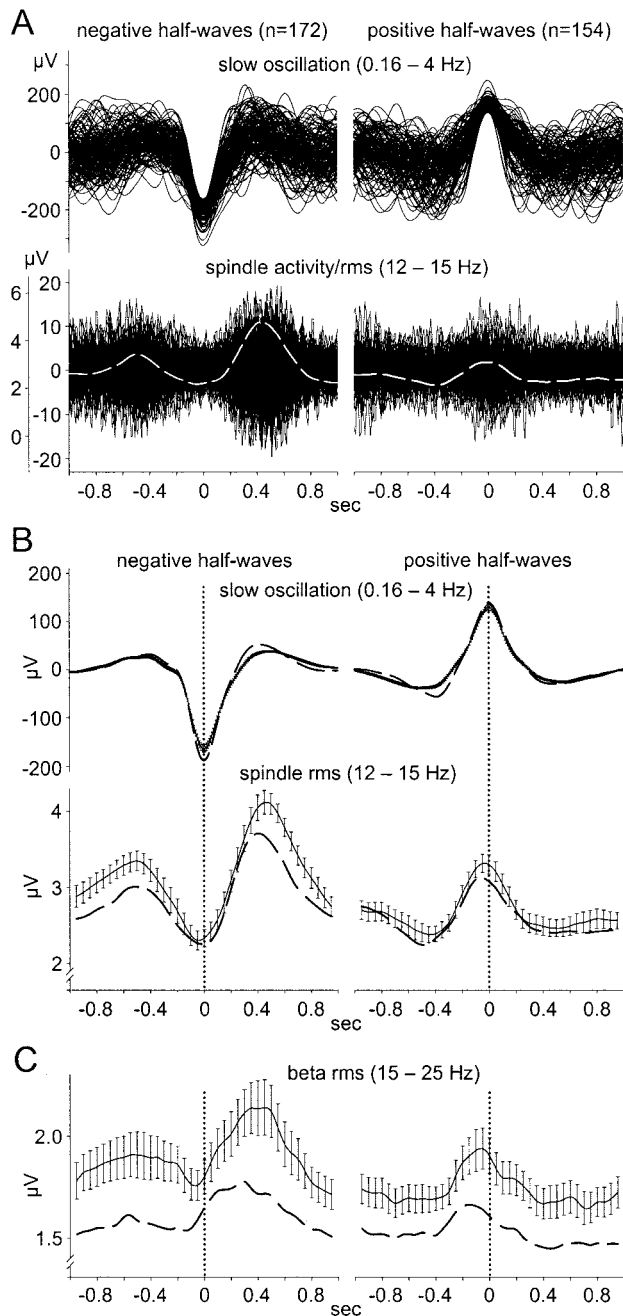 A
negative half-waves (n=172) positive half-waves (n=154)
µV
slow oscillation (0.16 – 4 Hz)
200
0
-200
µV
spindle activity/rms (12 – 15 Hz)
6 20
4 10
0
2
-10
0
-20
-0.8 -0.4 0 0.4 0.8 -0.8 -0.4 0 0.4 0.8
sec
B
negative half-waves positive half-waves
200
slow oscillation (0.16 – 4 Hz)
100
µV 0
-100
-200
spindle rms (12 – 15 Hz)
4
µV 3
2
-0.8 -0.4 0 0.4 0.8 -0.8 -0.4 0 0.4 0.8
sec
C
beta rms (15 – 25 Hz)
2.0
µV
1.5
-0.8 -0.4 0 0.4 0.8 -0.8 -0.4 0 0.4 0.8
sec